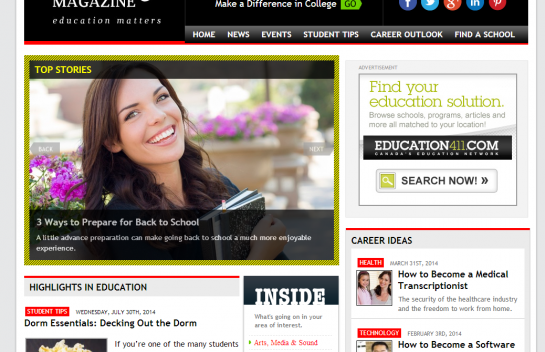 MAGAZINE
education matters
Make a Difference in College GO
HOME NEWS EVENTS STUDENT TIPS CAREER OUTLOOK FIND A SCHOOL
TOP STORIES
BACK
NEXT
3 Ways to Prepare for Back to School
A little advance preparation can make going back to school a much more enjoyable
experience.
ADVERTISEMENT
Find your
education solution.
Browse schools, programs, articles and
more all matched to your location!
EDUCATION411.COM
CANADA'S EDUCATION NETWORK
SEARCH NOW! »
HIGHLIGHTS IN EDUCATION
STUDENT TIPS WEDNESDAY, JULY 30TH, 2014
Dorm Essentials: Decking Out the Dorm
If you're one of the many students
INSIDE
What's going on in your
area of interest.
Arts, Media & Sound
CAREER IDEAS
HEALTH MARCH 31ST, 2014
How to Become a Medical
Transcriptionist
The security of the healthcare industry
and the freedom to work from home.
TECHNOLOGY FEBRUARY 3RD, 2014
How to Become a Software